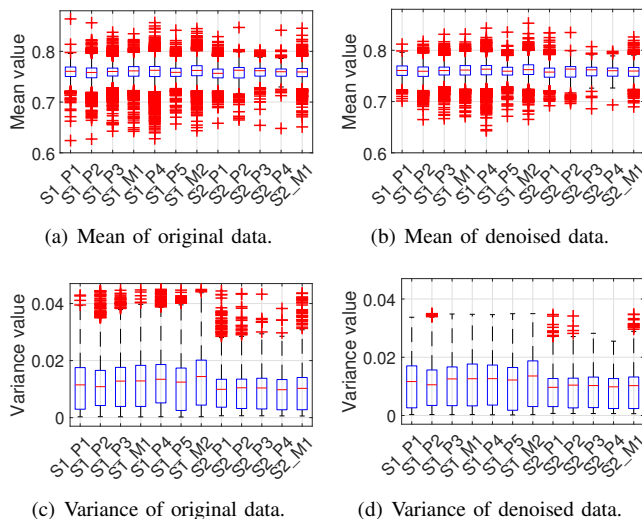 Mean value
0.8
0.7
0.6
S1_P1
S1_P2
S1_P3
S1_M1
S1_P4
S1_P5
S1_M2
S2_P1
S2_P2
S2_P3
S2_P4
S2_M1
(a) Mean of original data.
Mean value
0.8
0.7
0.6
S1_P1
S1_P2
S1_P3
S1_M1
S1_P4
S1_P5
S1_M2
S2_P1
S2_P2
S2_P3
S2_P4
S2_M1
(b) Mean of denoised data.
Variance value
0.04
0.02
0
S1_P1
S1_P2
S1_P3
S1_M1
S1_P4
S1_P5
S1_M2
S2_P1
S2_P2
S2_P3
S2_P4
S2_M1
(c) Variance of original data.
Variance value
0.04
0.02
0
S1_P1
S1_P2
S1_P3
S1_M1
S1_P4
S1_P5
S1_M2
S2_P1
S2_P2
S2_P3
S2_P4
S2_M1
(d) Variance of denoised data.